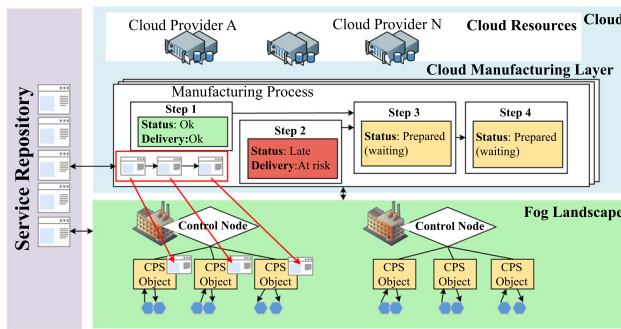 Cloud
Cloud Provider A
Cloud Provider N
Cloud Resources
Cloud Manufacturing Layer
Manufacturing Process
Step 1
Status: Ok
Delivery:Ok
Step 2
Status: Late
Delivery:At risk
Step 3
Status: Prepared
(waiting)
Step 4
Status: Prepared
(waiting)
Service Repository
Fog Landscape
Control Node
CPS
Object
CPS
Object
CPS
Object
Control Node
CPS
Object
CPS
Object
CPS
Object